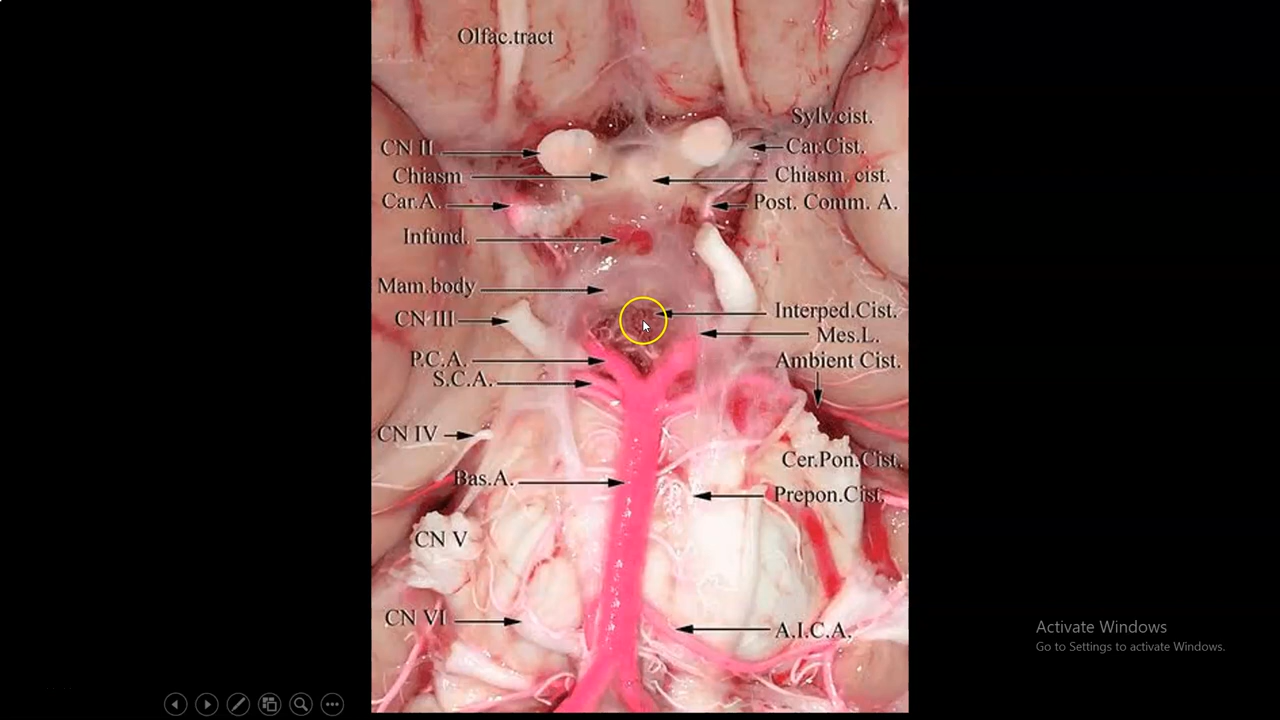 Olfac.tract
Sylv.cist.
CN II
Car.Cist.
Chiasm
Chiasm. cist.
Car.A.
Post. Comm. A.
Infund.
Mam.body
Interped.Cist.
CN III
Mes.L.
P.C.A.
Ambient Cist.
S.C.A.
CN IV
Cer.Pon.Cist.
Bas.A.
Prepon.Cist.
CN V
CN VI
A.I.C.A.
Activate Windows
Go to Settings to activate Windows.